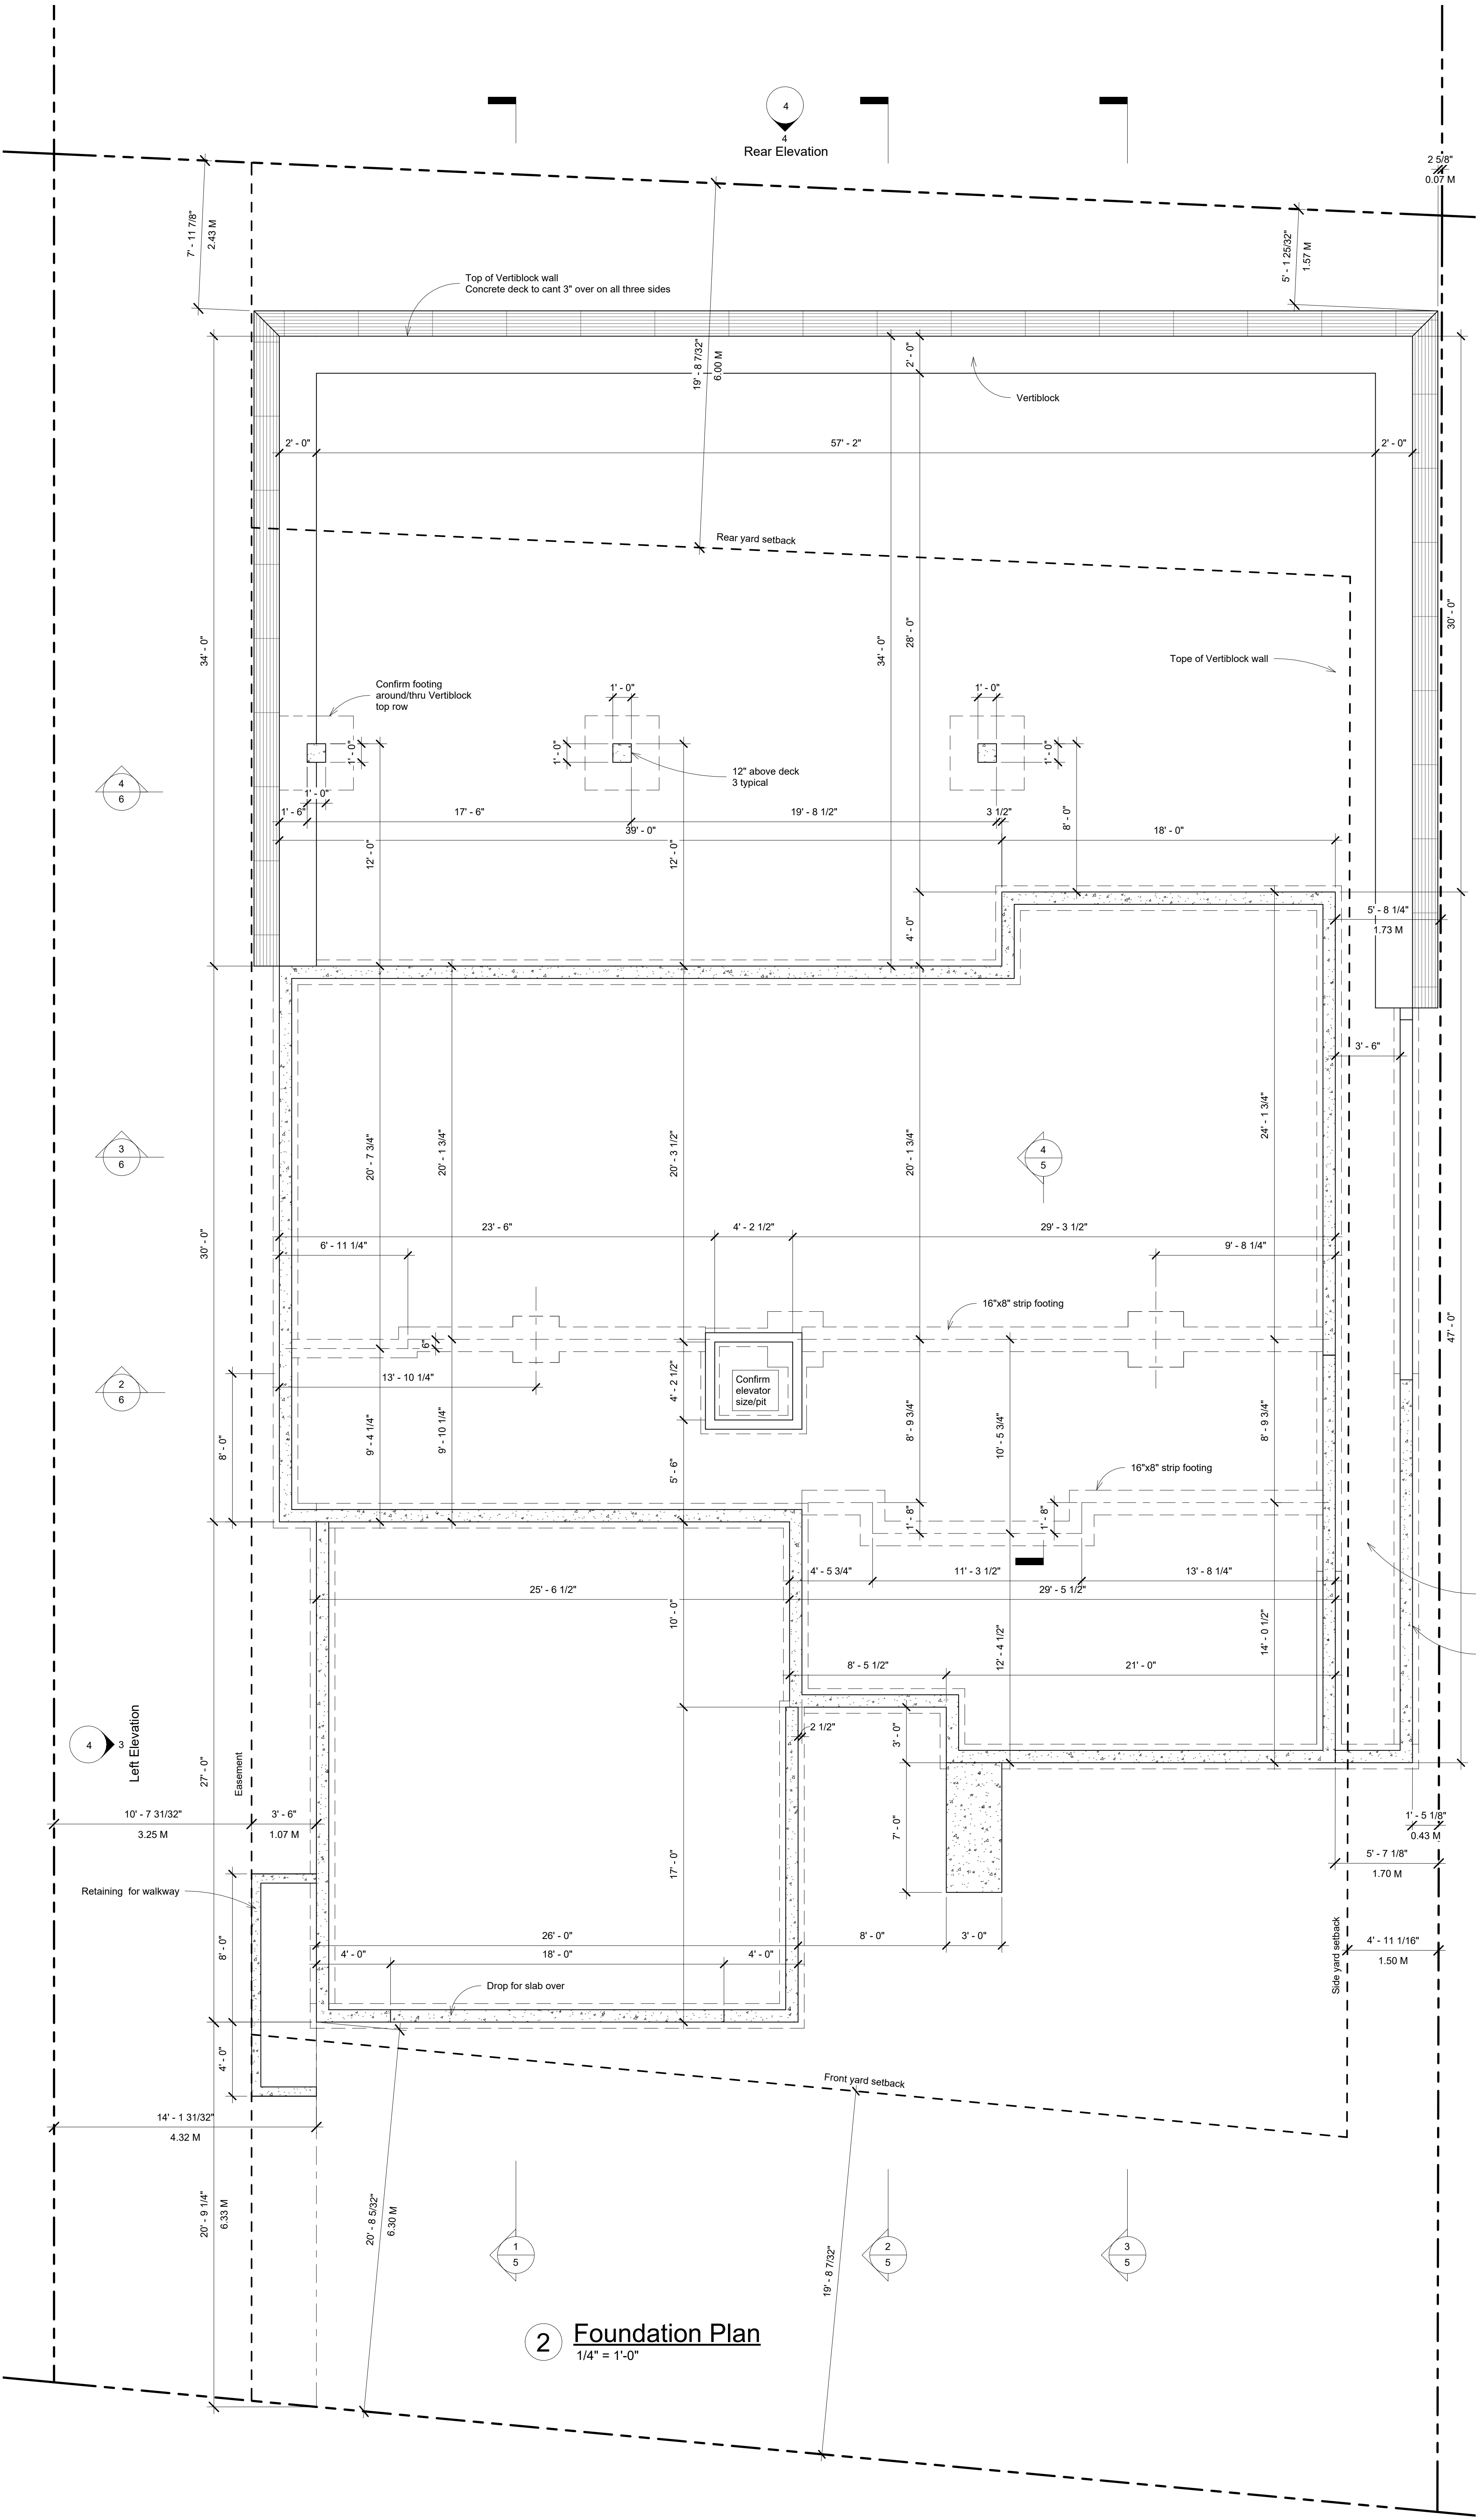 4
4
Rear Elevation
2 5/8"
0.07 M
7' - 11 7/8"
2.43 M
5' - 1 25/32"
1.57 M
Top of Vertiblock wall
Concrete deck to cant 3" over on all three sides
19' - 8 7/32"
6.00 M
2' - 0"
Vertiblock
2' - 0"
57' - 2"
2' - 0"
Rear yard setback
34' - 0"
34' - 0"
28' - 0"
30' - 0"
Tope of Vertiblock wall
Confirm footing
around/thru Vertiblock
top row
1' - 0"
1' - 0"
1' - 0"
1' - 0"
1' - 0"
12" above deck
3 typical
4
6
1' - 0"
1' - 6"
17' - 6"
19' - 8 1/2"
3 1/2"
8' - 0"
39' - 0"
18' - 0"
12' - 0"
12' - 0"
4' - 0"
5' - 8 1/4"
1.73 M
3' - 6"
3
6
20' - 7 3/4"
20' - 1 3/4"
20' - 3 1/2"
20' - 1 3/4"
24' - 1 3/4"
4
5
23' - 6"
4' - 2 1/2"
29' - 3 1/2"
6' - 11 1/4"
9' - 8 1/4"
30' - 0"
16"x8" strip footing
47' - 0"
6"
2
6
13' - 10 1/4"
4' - 2 1/2"
Confirm
elevator
size/pit
8' - 0"
9' - 4 1/4"
9' - 10 1/4"
5' - 6"
8' - 9 3/4"
10' - 5 3/4"
8' - 9 3/4"
16"x8" strip footing
1' - 8"
1' - 8"
4' - 5 3/4"
11' - 3 1/2"
13' - 8 1/4"
25' - 6 1/2"
29' - 5 1/2"
10' - 0"
12' - 4 1/2"
14' - 0 1/2"
8' - 5 1/2"
21' - 0"
2 1/2"
3' - 0"
4
3
Left Elevation
Easement
27' - 0"
10' - 7 31/32"
3.25 M
3' - 6"
1.07 M
7' - 0"
17' - 0"
1' - 5 1/8"
0.43 M
5' - 7 1/8"
1.70 M
Retaining for walkway
8' - 0"
26' - 0"
8' - 0"
3' - 0"
4' - 0"
18' - 0"
4' - 0"
Side yard setback
4' - 11 1/16"
1.50 M
Drop for slab over
4' - 0"
Front yard setback
14' - 1 31/32"
4.32 M
20' - 9 1/4"
6.33 M
20' - 8 5/32"
6.30 M
19' - 8 7/32"
1
5
2
5
3
5
2
Foundation Plan
1/4" = 1'-0"